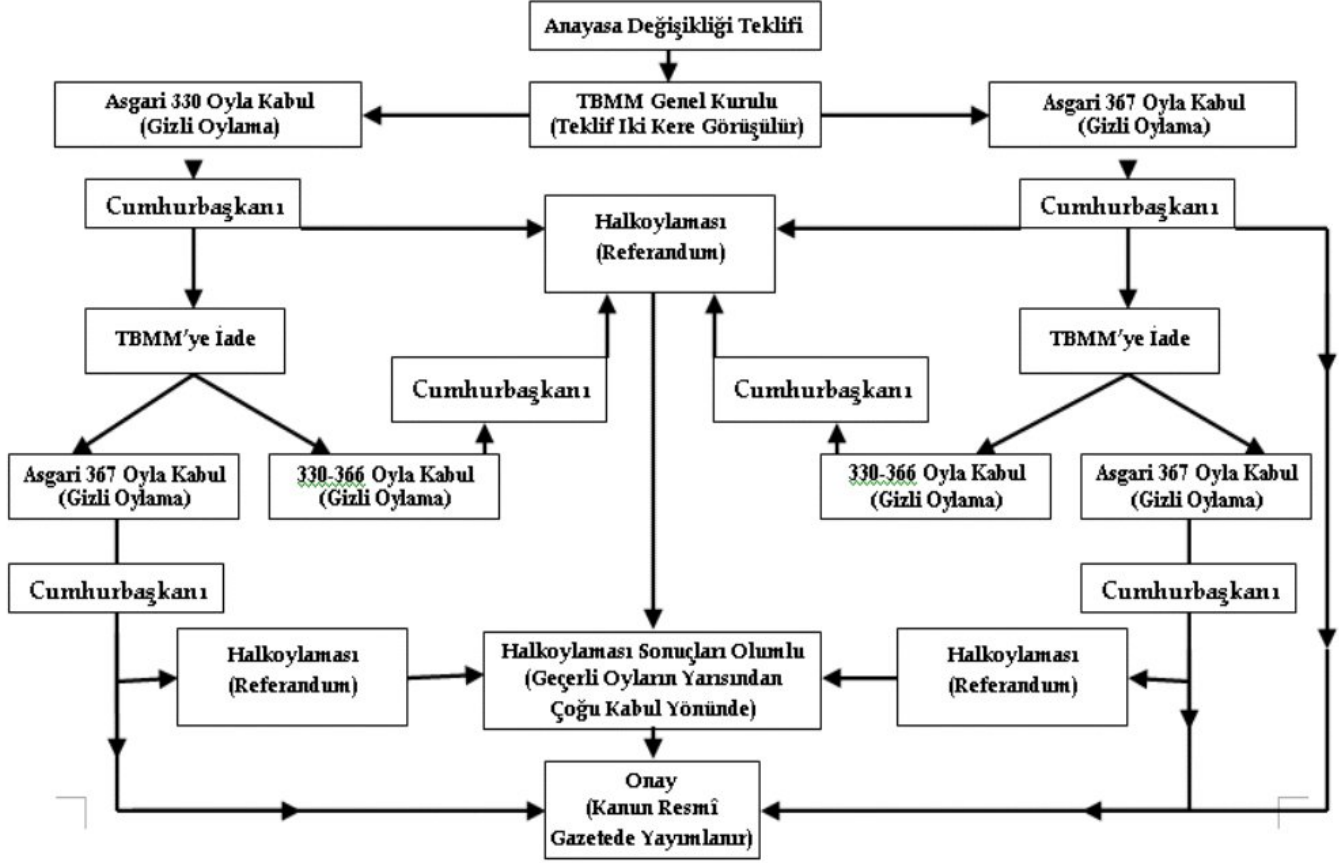 Anayasa Değişikliği Teklifi
Asgari 330 Oyla Kabul
(Gizli Oylama)
TBMM Genel Kurulu
(Teklif Iki Kere Görüşülür)
Asgari 367 Oyla Kabul
(Gizli Oylama)
Cumhurbaşkanı
Halkoylaması
(Referandum)
Cumhurbaşkanı
TBMM'ye İade
TBMM'ye İade
Cumhurbaşkanı
Cumhurbaşkanı
Asgari 367 Oyla Kabul
(Gizli Oylama)
330-366 Oyla Kabul
(Gizli Oylama)
330-366 Oyla Kabul
(Gizli Oylama)
Asgari 367 Oyla Kabul
(Gizli Oylama)
Cumhurbaşkanı
Cumhurbaşkanı
Halkoylaması
(Referandum)
Halkoylaması Sonuçları Olumlu
(Geçerli Oyların Yarısından
Çoğu Kabul Yönünde)
Halkoylaması
(Referandum)
Onay
(Kanun Resmî
Gazetede Yayımlanır)